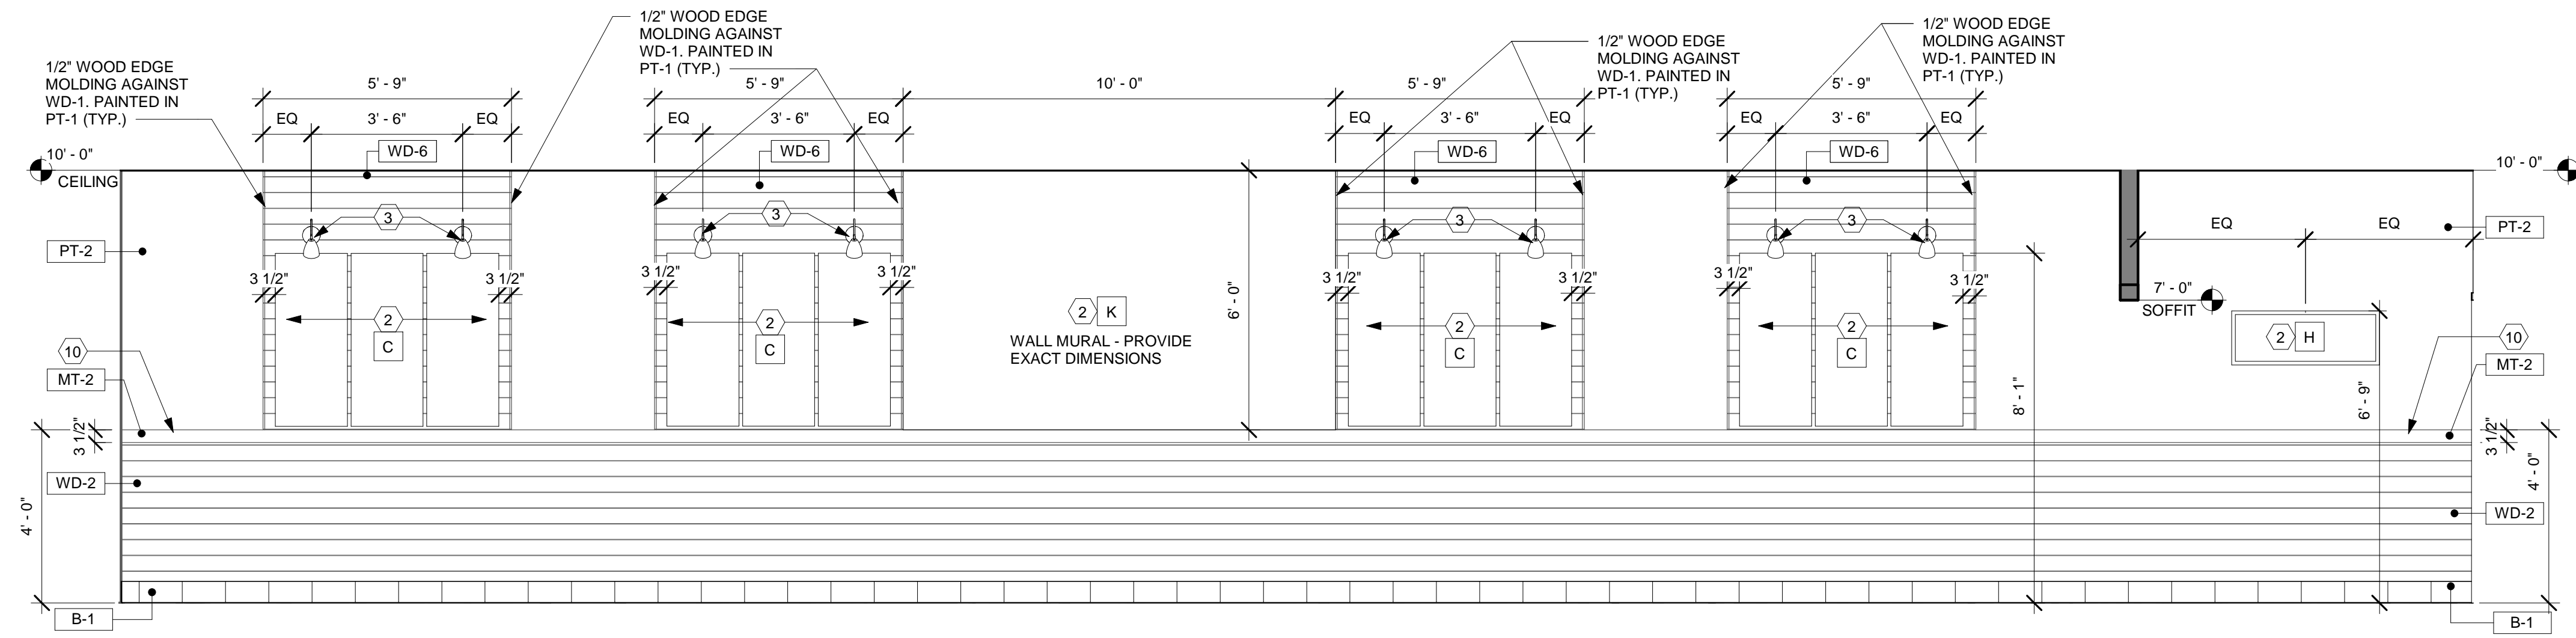 1/2" WOOD EDGE
MOLDING AGAINST
WD-1. PAINTED IN
PT-1 (TYP.)
1/2" WOOD EDGE
MOLDING AGAINST
WD-1. PAINTED IN
PT-1 (TYP.)
1/2" WOOD EDGE
MOLDING AGAINST
WD-1. PAINTED IN
PT-1 (TYP.)
1/2" WOOD EDGE
MOLDING AGAINST
WD-1. PAINTED IN
PT-1 (TYP.)
5' - 9"
5' - 9"
10' - 0"
5' - 9"
5' - 9"
EQ
3' - 6"
EQ
EQ
3' - 6"
EQ
EQ
3' - 6"
EQ
EQ
3' - 6"
EQ
WD-6
WD-6
WD-6
WD-6
10' - 0"
CEILING
10' - 0"
3
3
3
3
PT-2
EQ
EQ
PT-2
3 1/2"
3 1/2"
3 1/2"
3 1/2"
3 1/2"
3 1/2"
3 1/2"
3 1/2"
6' - 0"
7' - 0"
SOFFIT
2
C
2
C
2
K
WALL MURAL - PROVIDE
EXACT DIMENSIONS
2
C
2
C
2
H
10
MT-2
10
MT-2
8' - 1"
6' - 9"
3 1/2"
3 1/2"
WD-2
WD-2
4' - 0"
4' - 0"
B-1
B-1